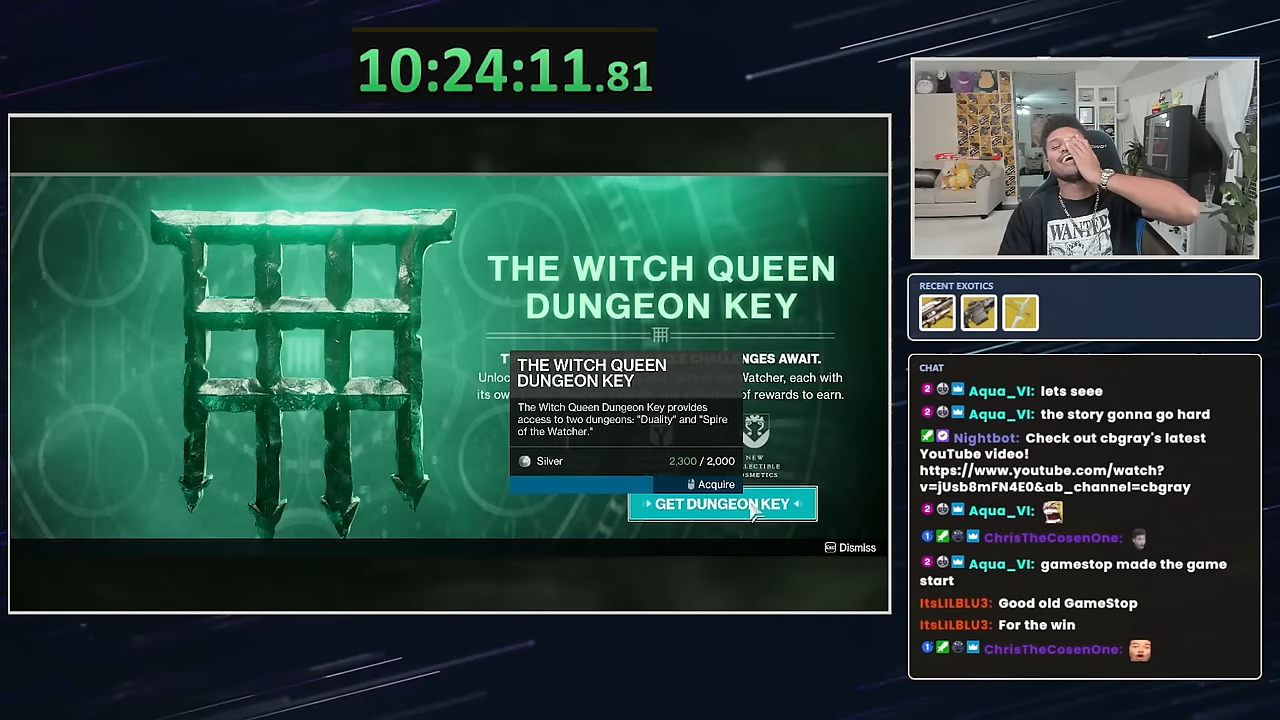 10:24:11.81
THE WITCH QUEEN
DUNGEON KEY
NGES AWAIT.
Watcher, each with
of rewards to earn.
THE WITCH QUEEN
DUNGEON KEY
The Witch Queen Dungeon Key provides
access to two dungeons: "Duality" and "Spire
of the Watcher."
Silver 2,300 / 2,000
Acquire
NEW
COSMETICS
GET DUNGEON KEY
Dismiss
WANTED
RECENT EXOTICS
CHAT
Aqua_VI: lets seee
Aqua_VI: the story gonna go hard
Nightbot: Check out cbgray's latest
YouTube video!
https://www.youtube.com/watch?
v=jUsb8mFN4E0&ab_channel=cbgray
Aqua_VI:
ChrisTheCosenOne:
Aqua_VI: gamestop made the game
start
ItsLILBLU3: Good old GameStop
ItsLILBLU3: For the win
ChrisTheCosenOne: